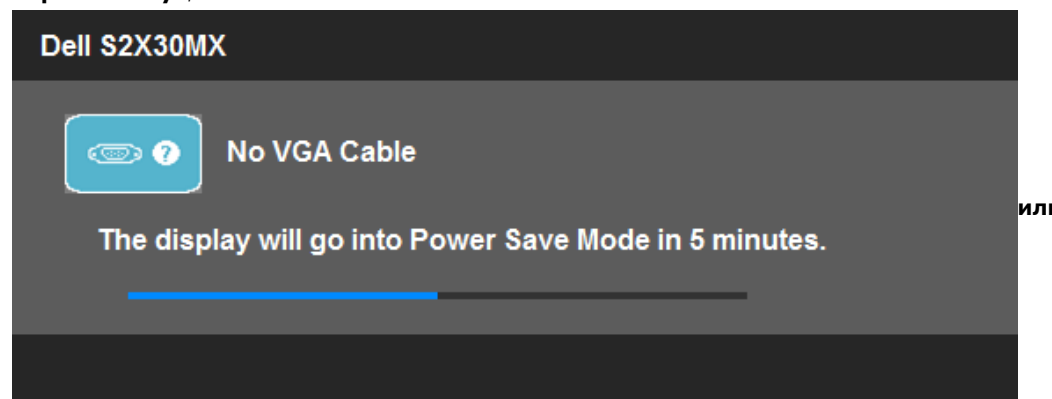 Dell S2X30MX
No VGA Cable
или
The display will go into Power Save Mode in 5 minutes.